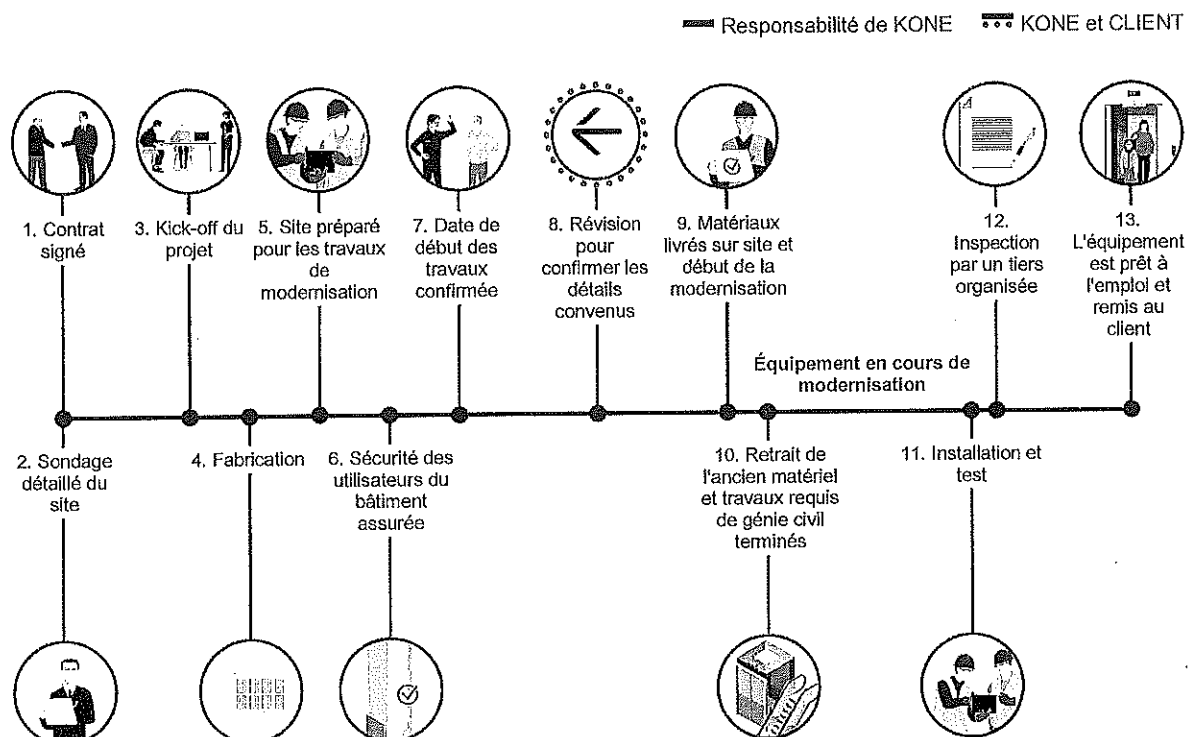 Responsabilité de KONE
KONE et CLIENT
1. Contrat
signé
3. Kick-off du
projet
5. Site préparé
pour les travaux
de
modernisation
7. Date de
début des
travaux
confirmée
8. Révision
pour
confirmer les
détails
convenus
9. Matériaux
livrés sur site et
début de la
modernisation
12.
Inspection
par un tiers
organisée
13.
L'équipement
est prêt à
l'emploi et
remis au
client
Équipement en cours de
modernisation
2. Sondage
détaillé du
site
4. Fabrication
6. Sécurité des
utilisateurs du
bâtiment
assurée
10. Retrait de
l'ancien matériel
et travaux requis
de génie civil
terminés
11. Installation et
test